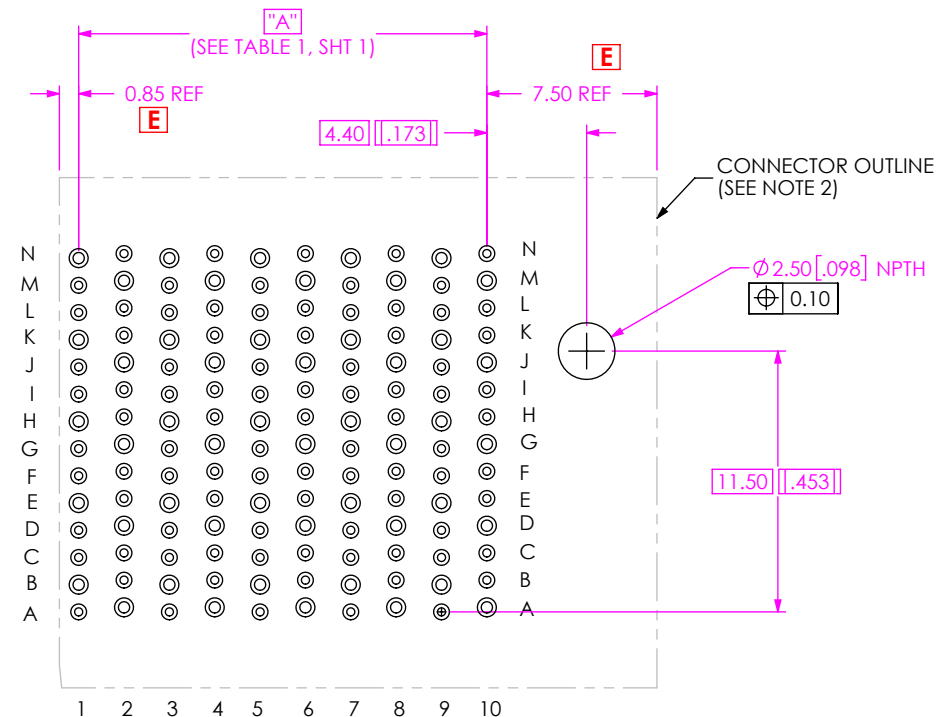 "A"
(SEE TABLE 1, SHT 1)
E
0.85 REF
7.50 REF
E
4.40 [.173]
CONNECTOR OUTLINE
(SEE NOTE 2)
N N
Ø2.50[.098] NPTH
M M
⌖ 0.10
L L
K K
J J
I I
H H
G G
F F
11.50 [.453]
E E
D D
C C
B B
A A
1 2 3 4 5 6 7 8 9 10